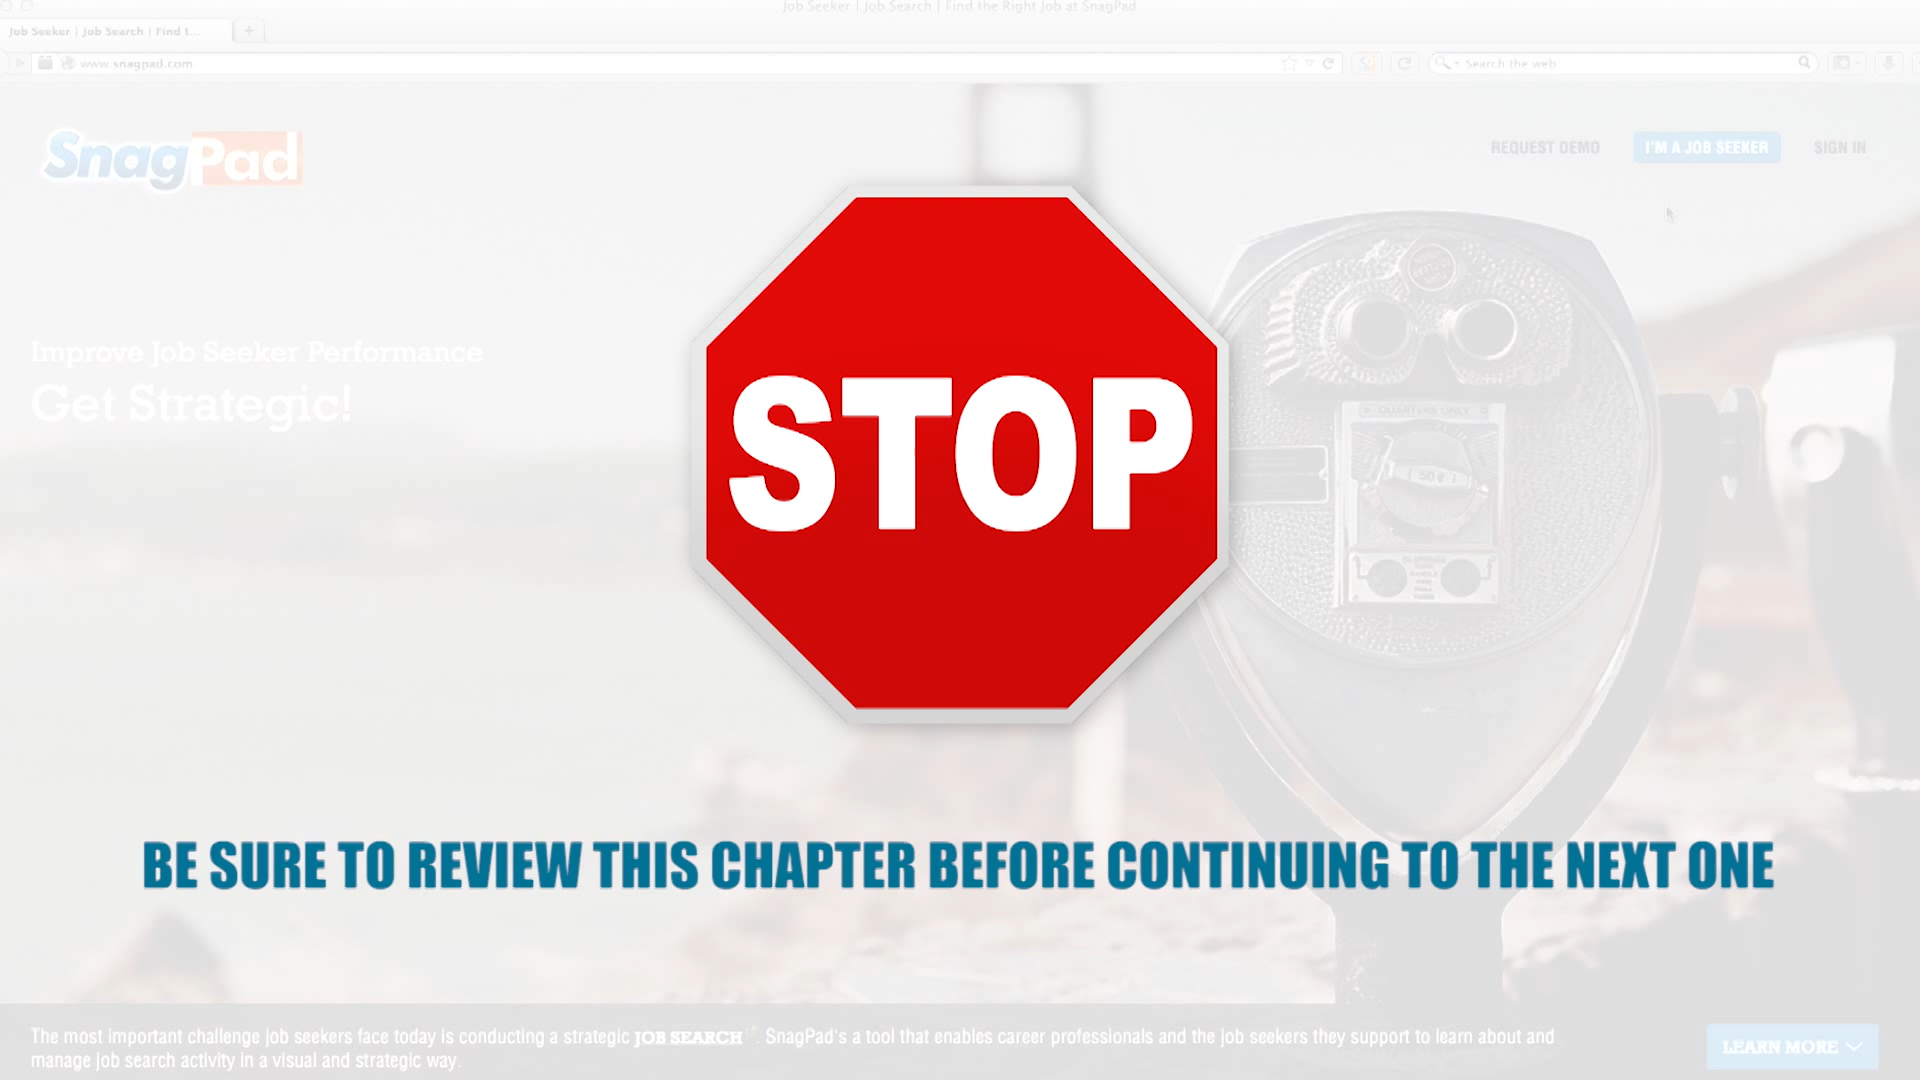 Job Seeker | Job Search | Find the Right Job at SnagPad
Job Seeker | Job Search | Find t...
www.snagpad.com
Search the web
SnagPad
REQUEST DEMO
I'M A JOB SEEKER
SIGN IN
Improve Job Seeker Performance
Get Strategic!
STOP
QUARTERS ONLY
50¢
BE SURE TO REVIEW THIS CHAPTER BEFORE CONTINUING TO THE NEXT ONE
The most important challenge job seekers face today is conducting a strategic JOB SEARCH. SnagPad's a tool that enables career professionals and the job seekers they support to learn about and
manage job search activity in a visual and strategic way.
LEARN MORE